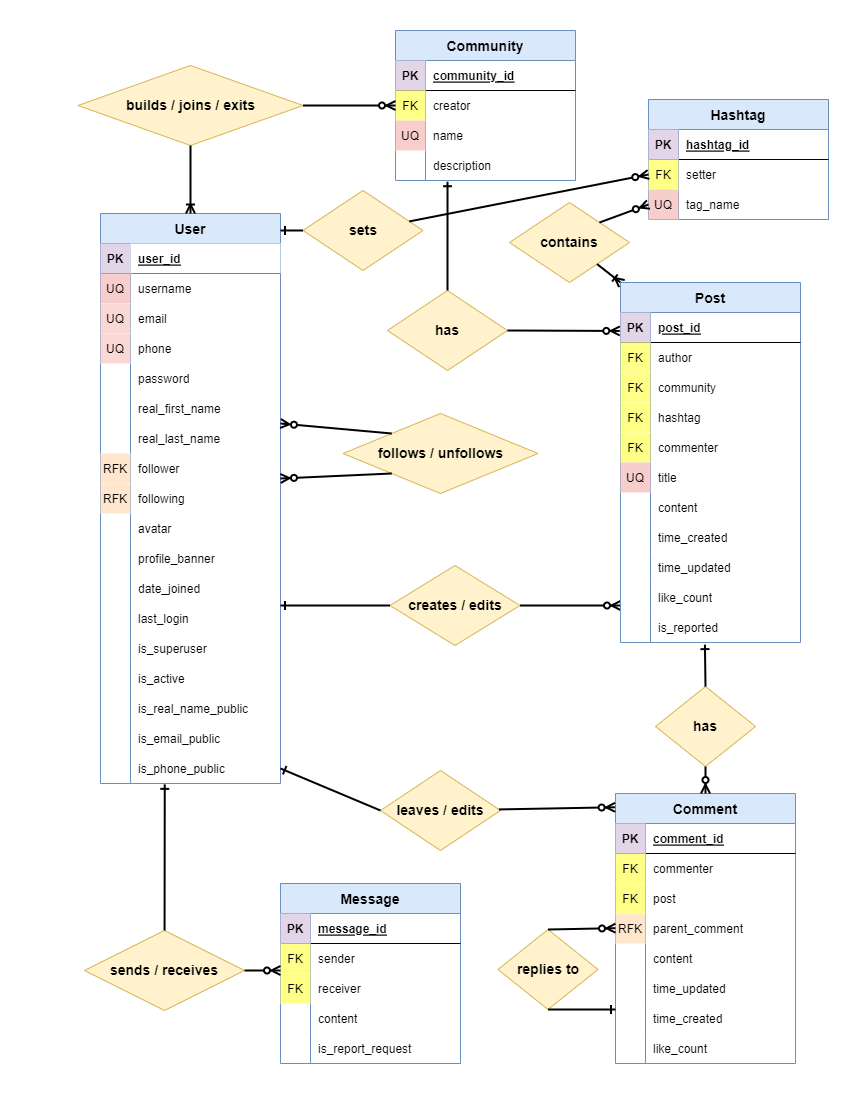 Community
PK community_id
FK creator
UQ name
description
builds / joins / exits
Hashtag
PK hashtag_id
FK setter
UQ tag_name
sets
contains
has
User
PK user_id
UQ username
UQ email
UQ phone
password
real_first_name
real_last_name
RFK follower
RFK following
avatar
profile_banner
date_joined
last_login
is_superuser
is_active
is_real_name_public
is_email_public
is_phone_public
follows / unfollows
creates / edits
Post
PK post_id
FK author
FK community
FK hashtag
FK commenter
UQ title
content
time_created
time_updated
like_count
is_reported
has
leaves / edits
Comment
PK comment_id
FK commenter
FK post
RFK parent_comment
content
time_updated
time_created
like_count
replies to
Message
PK message_id
FK sender
FK receiver
content
is_report_request
sends / receives